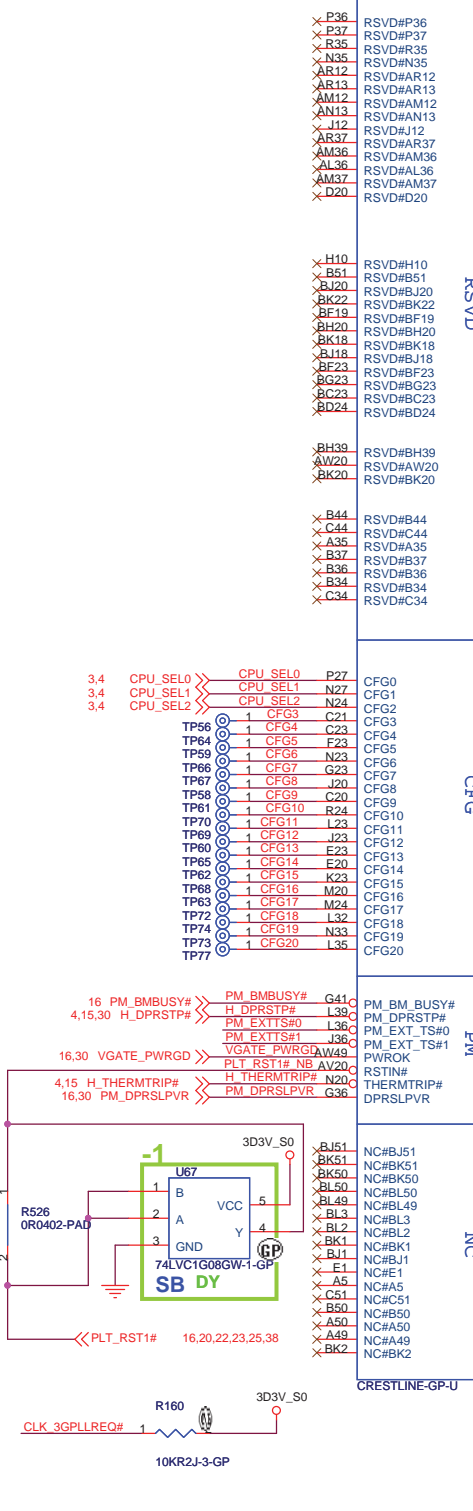 P36 RSVD#P36
P37 RSVD#P37
R35 RSVD#R35
N35 RSVD#N35
AR12 RSVD#AR12
AR13 RSVD#AR13
AM12 RSVD#AM12
AN13 RSVD#AN13
J12 RSVD#J12
AR37 RSVD#AR37
AM36 RSVD#AM36
AL36 RSVD#AL36
AM37 RSVD#AM37
D20 RSVD#D20
H10 RSVD#H10
B51 RSVD#B51
BJ20 RSVD#BJ20
BK22 RSVD#BK22
BF19 RSVD#BF19
BH20 RSVD#BH20
BK18 RSVD#BK18
BJ18 RSVD#BJ18
BF23 RSVD#BF23
BG23 RSVD#BG23
BC23 RSVD#BC23
BD24 RSVD#BD24
RSVD
BH39 RSVD#BH39
AW20 RSVD#AW20
BK20 RSVD#BK20
B44 RSVD#B44
C44 RSVD#C44
A35 RSVD#A35
B37 RSVD#B37
B36 RSVD#B36
B34 RSVD#B34
C34 RSVD#C34
3,4 CPU_SEL0 CPU_SEL0 P27 CFG0
3,4 CPU_SEL1 CPU_SEL1 N27 CFG1
3,4 CPU_SEL2 CPU_SEL2 N24 CFG2
TP56 1 CFG3 C21 CFG3
TP64 1 CFG4 C23 CFG4
TP59 1 CFG5 F23 CFG5
TP66 1 CFG6 N23 CFG6
TP67 1 CFG7 G23 CFG7
TP58 1 CFG8 J20 CFG8
TP61 1 CFG9 C20 CFG9
TP70 1 CFG10 R24 CFG10
TP69 1 CFG11 L23 CFG11
TP60 1 CFG12 J23 CFG12
TP65 1 CFG13 E23 CFG13
TP62 1 CFG14 E20 CFG14
TP68 1 CFG15 K23 CFG15
TP63 1 CFG16 M20 CFG16
TP72 1 CFG17 M24 CFG17
TP74 1 CFG18 L32 CFG18
TP73 1 CFG19 N33 CFG19
TP77 1 CFG20 L35 CFG20
CFG
16 PM_BMBUSY# PM_BMBUSY# G41 PM_BM_BUSY#
4,15,30 H_DPRSTP# H_DPRSTP# L39 PM_DPRSTP#
PM_EXTTS#0 L36 PM_EXT_TS#0
PM_EXTTS#1 J36 PM_EXT_TS#1
16,30 VGATE_PWRGD VGATE_PWRGD AW49 PWROK
PLT_RST1#_NB AV20 RSTIN#
4,15 H_THERMTRIP# H_THERMTRIP# N20 THERMTRIP#
16,30 PM_DPRSLPVR PM_DPRSLPVR G36 DPRSLPVR
PM
BJ51 NC#BJ51
BK51 NC#BK51
BK50 NC#BK50
BL50 NC#BL50
BL49 NC#BL49
BL3 NC#BL3
BL2 NC#BL2
BK1 NC#BK1
BJ1 NC#BJ1
E1 NC#E1
A5 NC#A5
C51 NC#C51
B50 NC#B50
A50 NC#A50
A49 NC#A49
BK2 NC#BK2
NC
CRESTLINE-GP-U
-1
3D3V_S0
U67
1 B
VCC 5
2 A
Y 4
3 GND
GP
74LVC1G08GW-1-GP
SB DY
1
R526
0R0402-PAD
2
PLT_RST1# 16,20,22,23,25,38
CLK_3GPLLREQ# 1
R160
3D3V_S0
10KR2J-3-GP